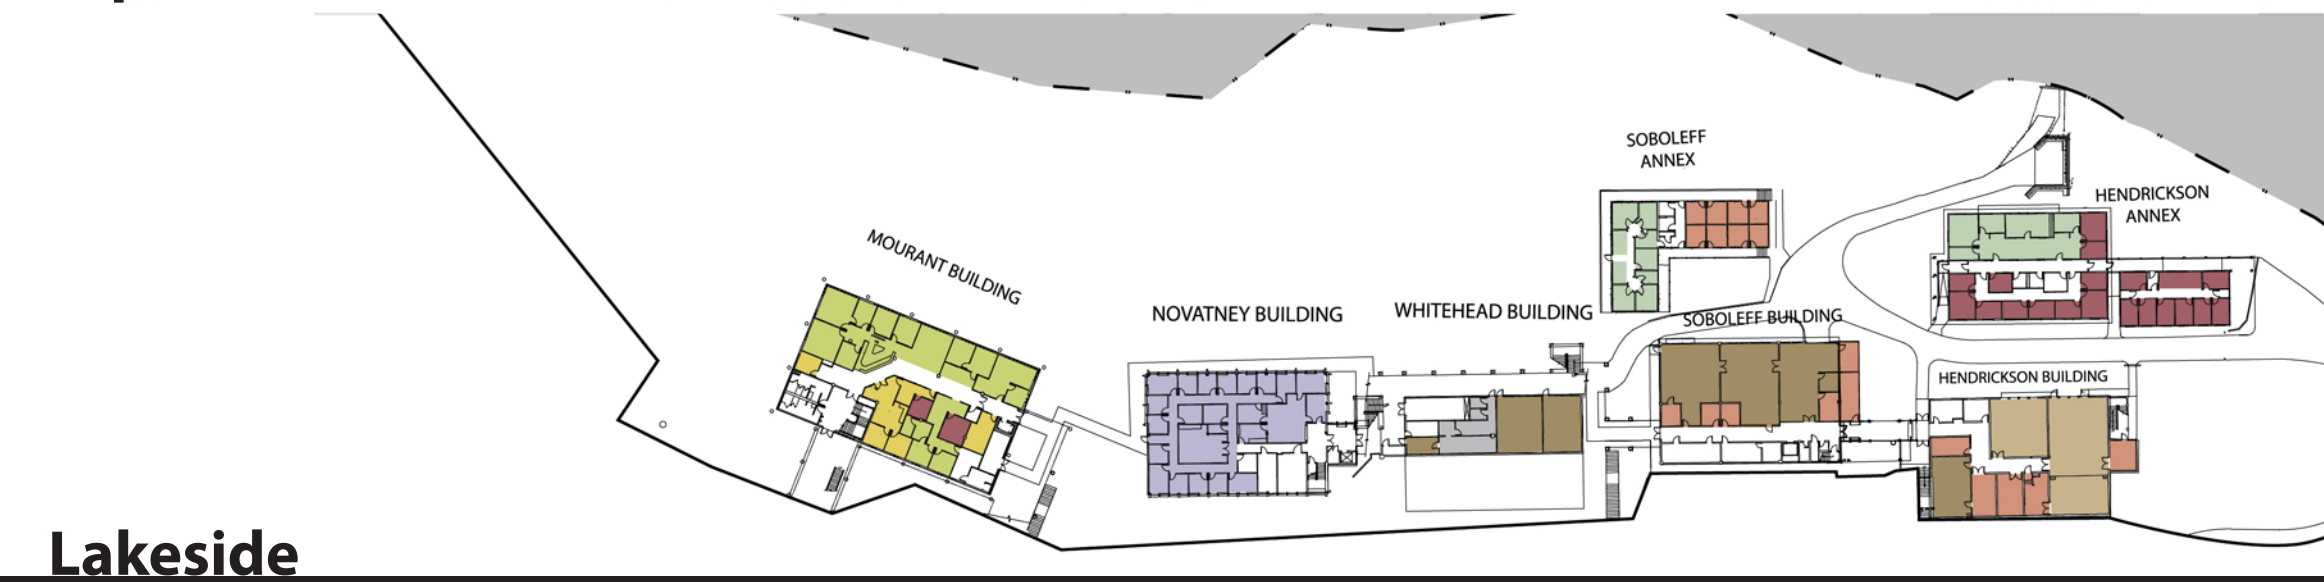 SOBOLEFF
ANNEX
HENDRICKSON
ANNEX
MOURANT BUILDING
NOVATNEY BUILDING
WHITEHEAD BUILDING
SOBOLEFF BUILDING
HENDRICKSON BUILDING
Lakeside